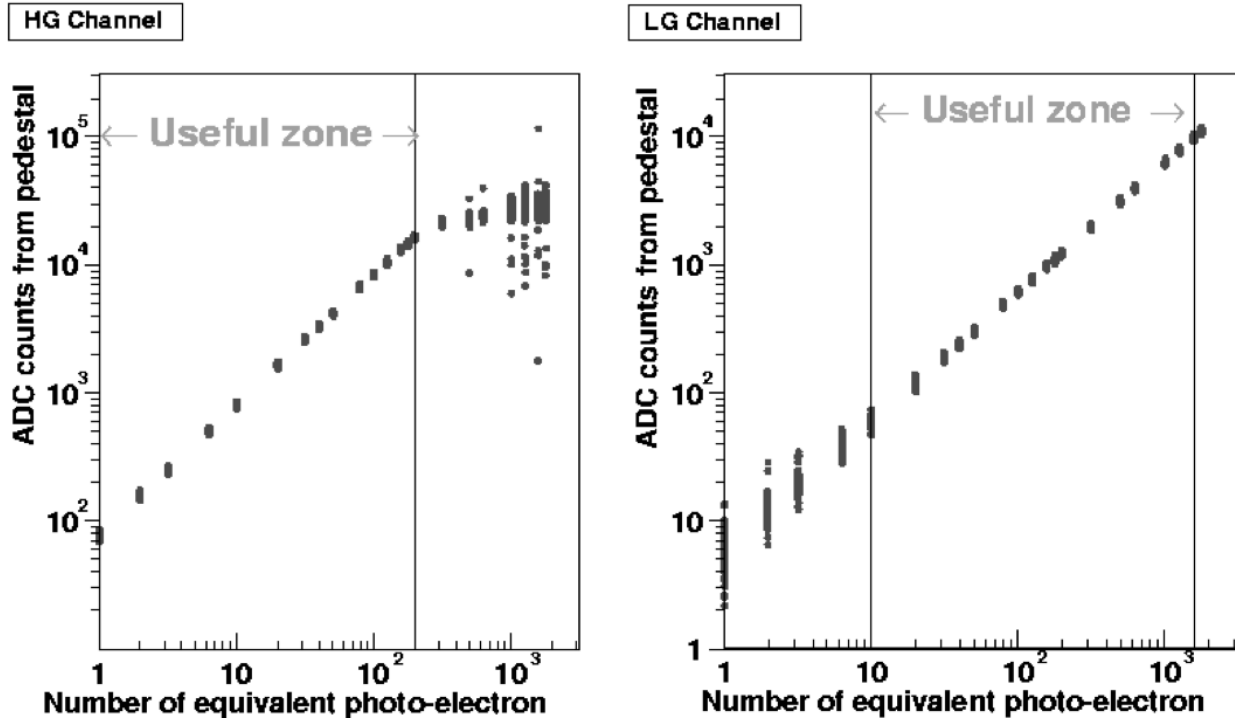 HG Channel
ADC counts from pedestal
Useful zone
10^5
10^4
10^3
10^2
1 10 10^2 10^3
Number of equivalent photo-electron
LG Channel
ADC counts from pedestal
Useful zone
10^4
10^3
10^2
10
1
1 10 10^2 10^3
Number of equivalent photo-electron